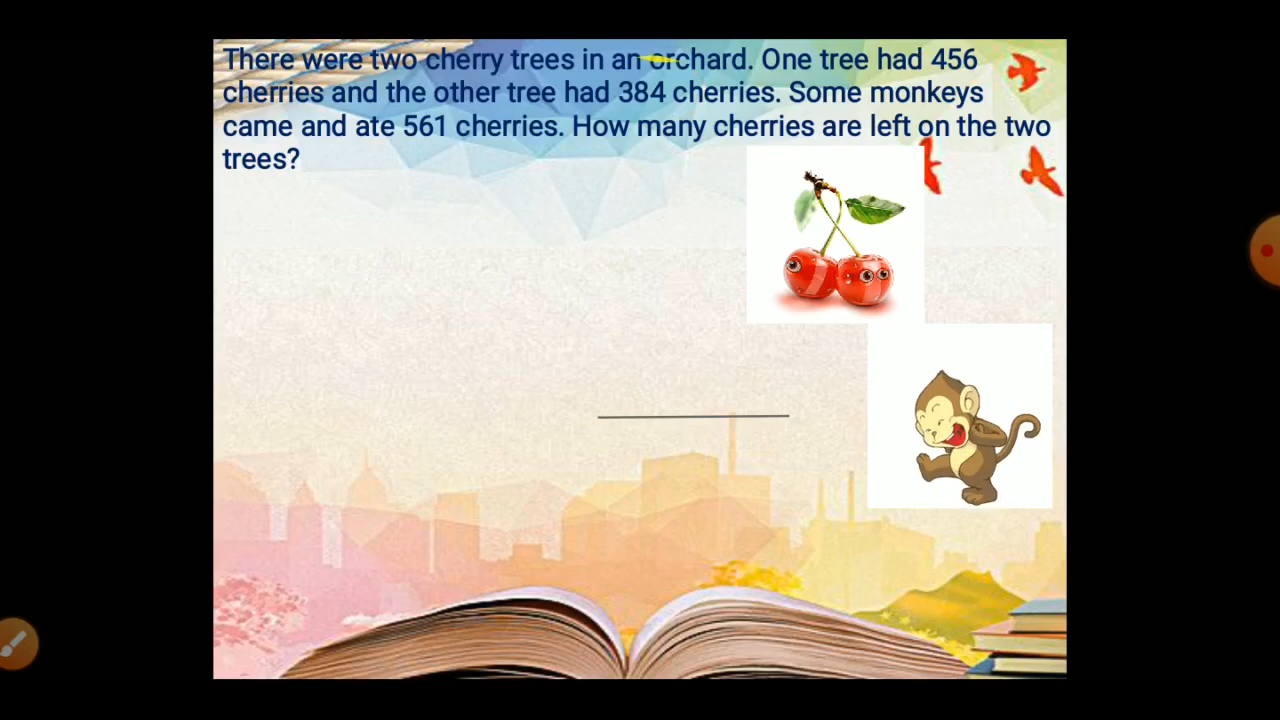 There were two cherry trees in an orchard. One tree had 456
cherries and the other tree had 384 cherries. Some monkeys
came and ate 561 cherries. How many cherries are left on the two
trees?